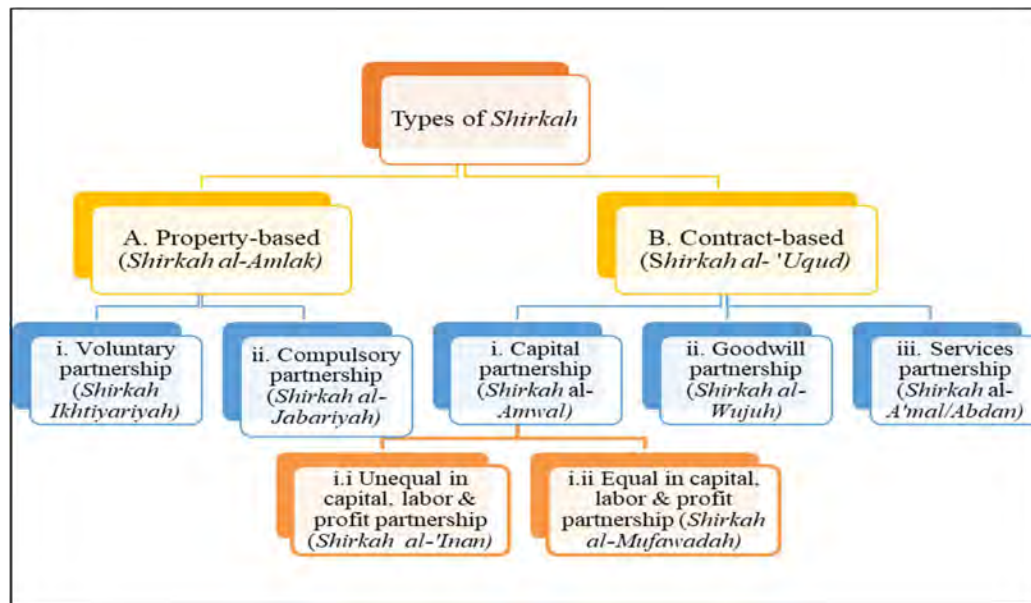 Types of Shirkah
A. Property-based
(Shirkah al-Amlak)
B. Contract-based
(Shirkah al- 'Uqud)
i. Voluntary
partnership
(Shirkah
Ikhtiyariyah)
ii. Compulsory
partnership
(Shirkah al-
Jabariyah)
i. Capital
partnership
(Shirkah al-
Amwal)
ii. Goodwill
partnership
(Shirkah al-
Wujuh)
iii. Services
partnership
(Shirkah al-
A'mal/Abdan)
i.i Unequal in
capital, labor &
profit partnership
(Shirkah al-'Inan)
i.ii Equal in capital,
labor & profit
partnership (Shirkah
al-Mufawadah)